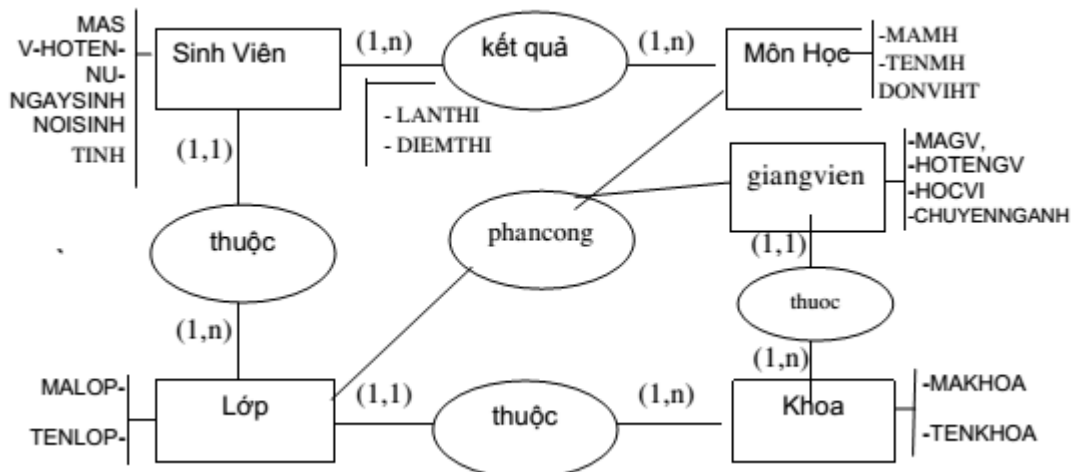 MAS
V-HOTEN-
NU-
NGAYSINH
NOISINH
TINH
Sinh Viên
(1,n)
kết quả
(1,n)
Môn Học
-MAMH
-TENMH
DONVIHT
- LANTHI
- DIEMTHI
(1,1)
giangvien
-MAGV,
-HOTENGV
-HOCVI
-CHUYENNGANH
thuộc
phancong
(1,1)
thuoc
(1,n)
(1,n)
MALOP-
TENLOP-
Lớp
(1,1)
thuộc
(1,n)
Khoa
-MAKHOA
-TENKHOA